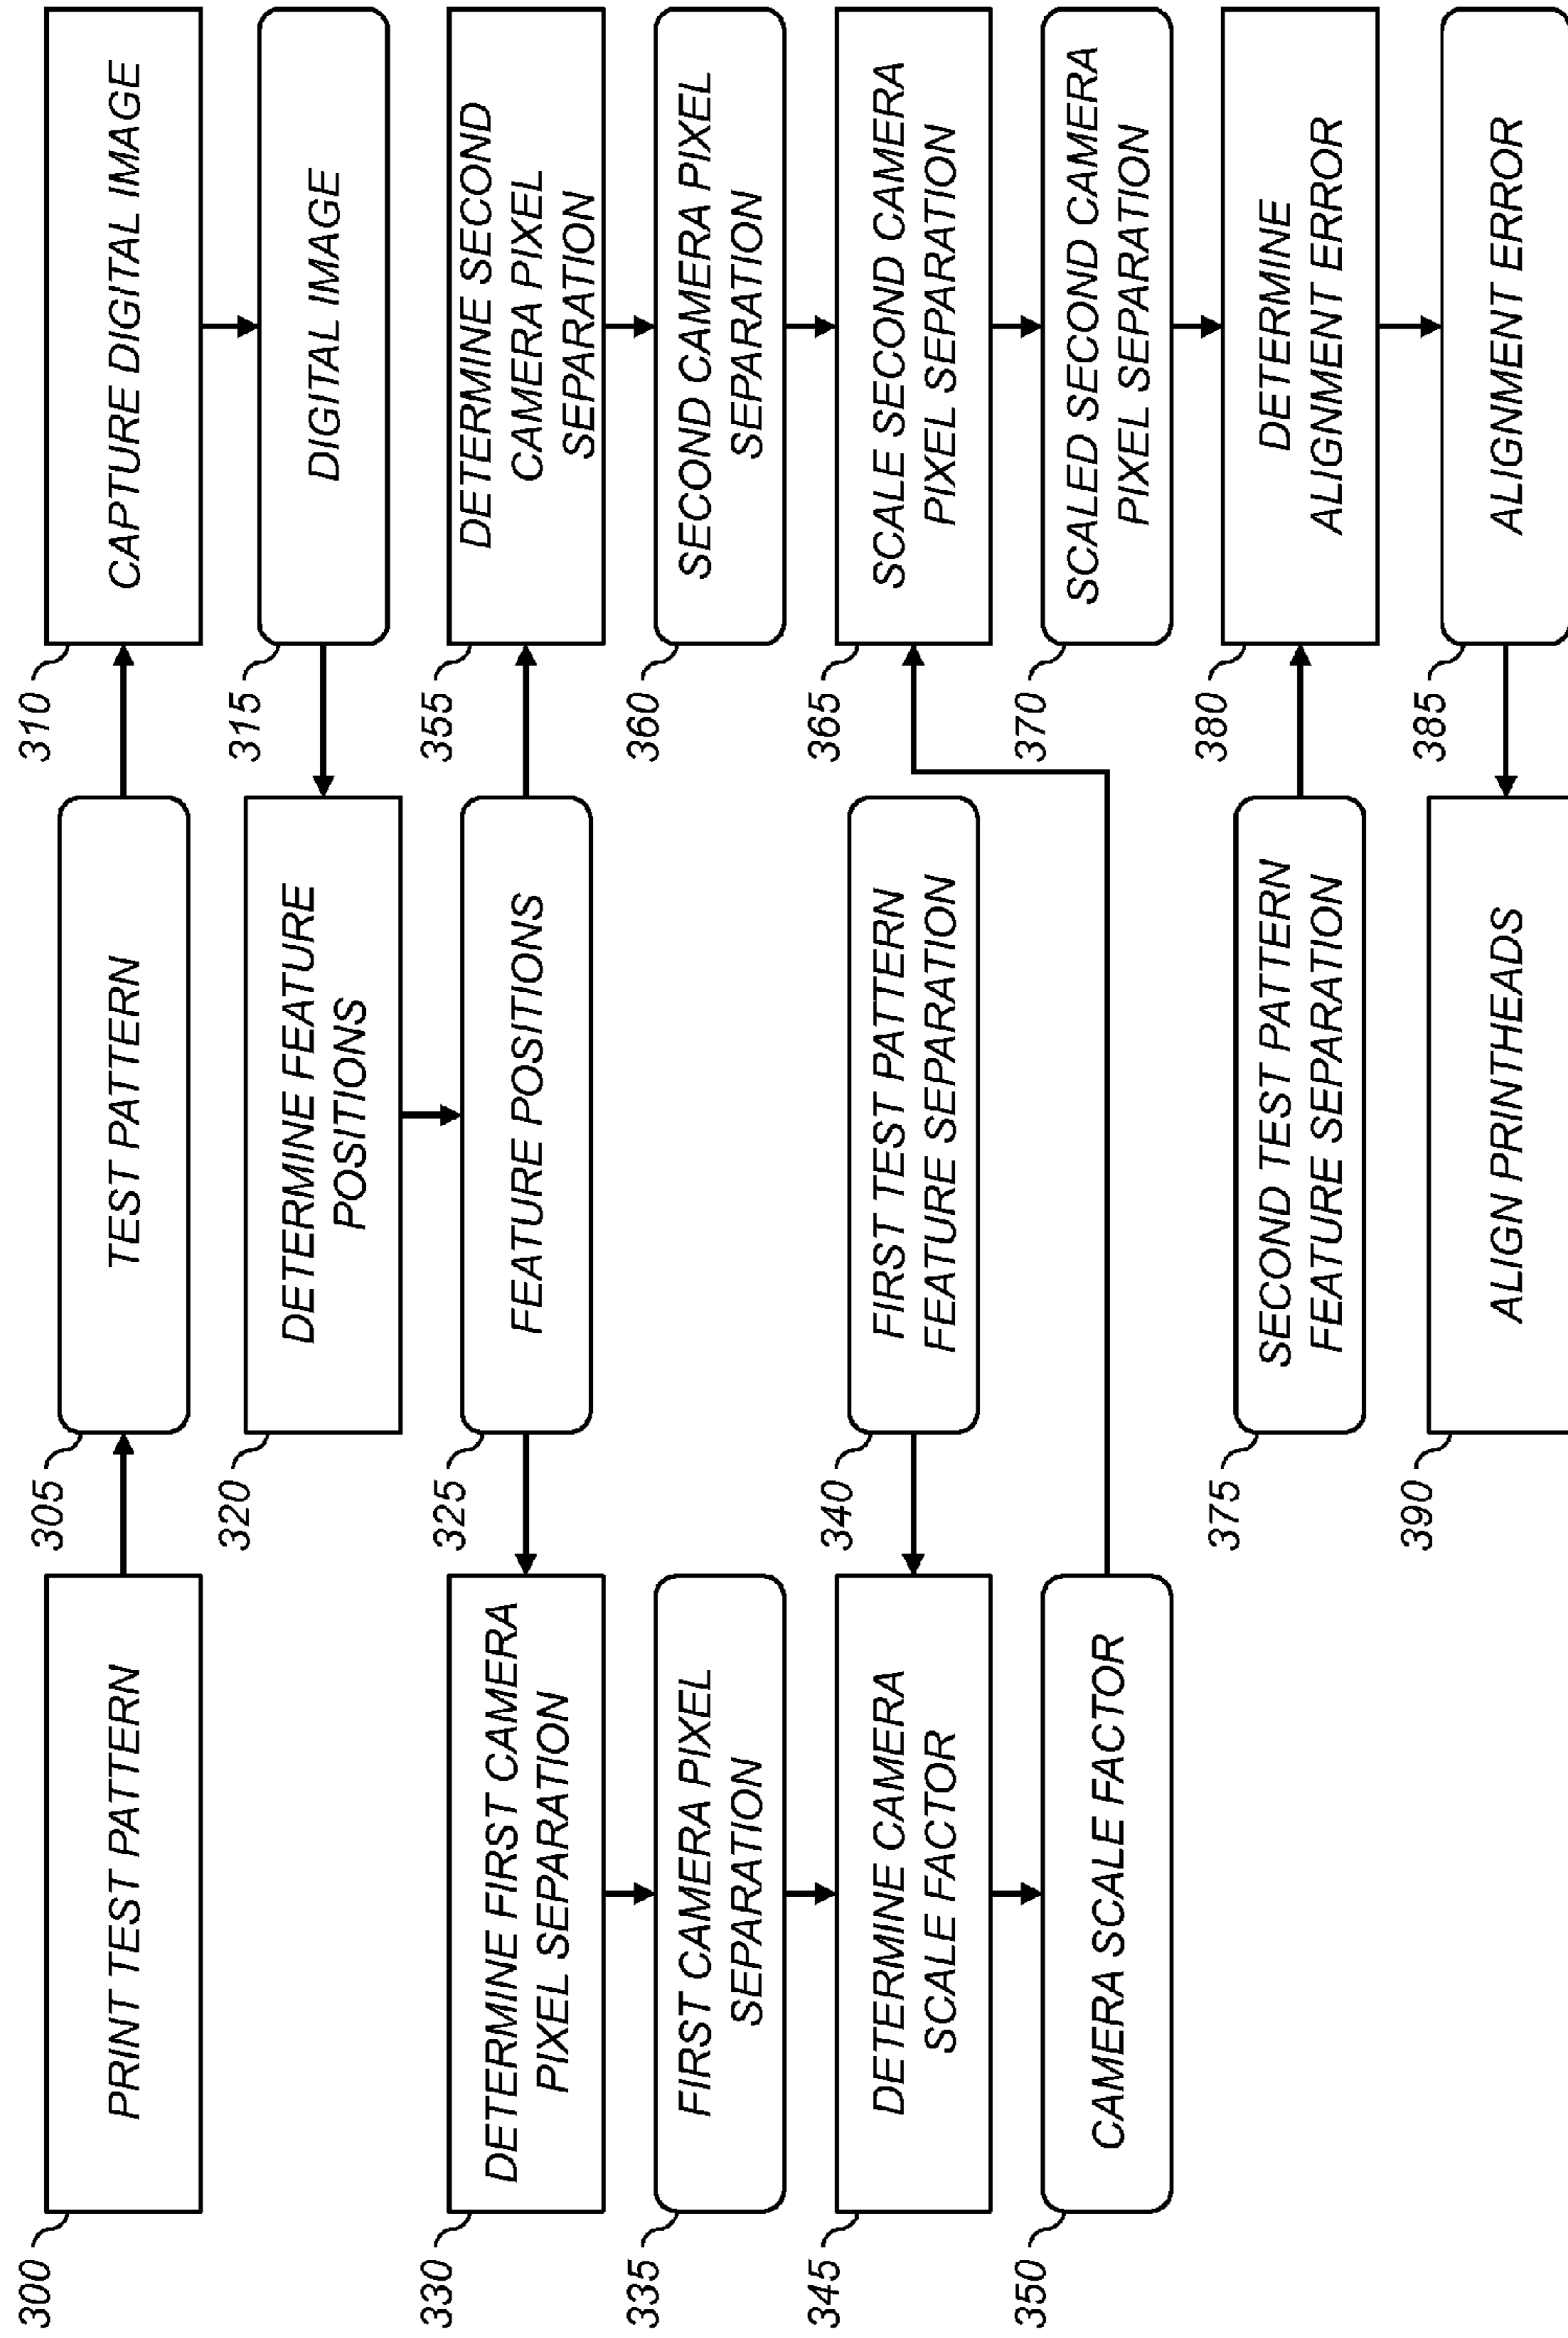 300
PRINT TEST PATTERN
305
TEST PATTERN
310
CAPTURE DIGITAL IMAGE
315
DIGITAL IMAGE
320
DETERMINE FEATURE
POSITIONS
325
FEATURE POSITIONS
330
DETERMINE FIRST CAMERA
PIXEL SEPARATION
335
FIRST CAMERA PIXEL
SEPARATION
340
FIRST TEST PATTERN
FEATURE SEPARATION
345
DETERMINE CAMERA
SCALE FACTOR
350
CAMERA SCALE FACTOR
355
DETERMINE SECOND
CAMERA PIXEL
SEPARATION
360
SECOND CAMERA PIXEL
SEPARATION
365
SCALE SECOND CAMERA
PIXEL SEPARATION
370
SCALED SECOND CAMERA
PIXEL SEPARATION
375
SECOND TEST PATTERN
FEATURE SEPARATION
380
DETERMINE
ALIGNMENT ERROR
385
ALIGNMENT ERROR
390
ALIGN PRINTHEADS